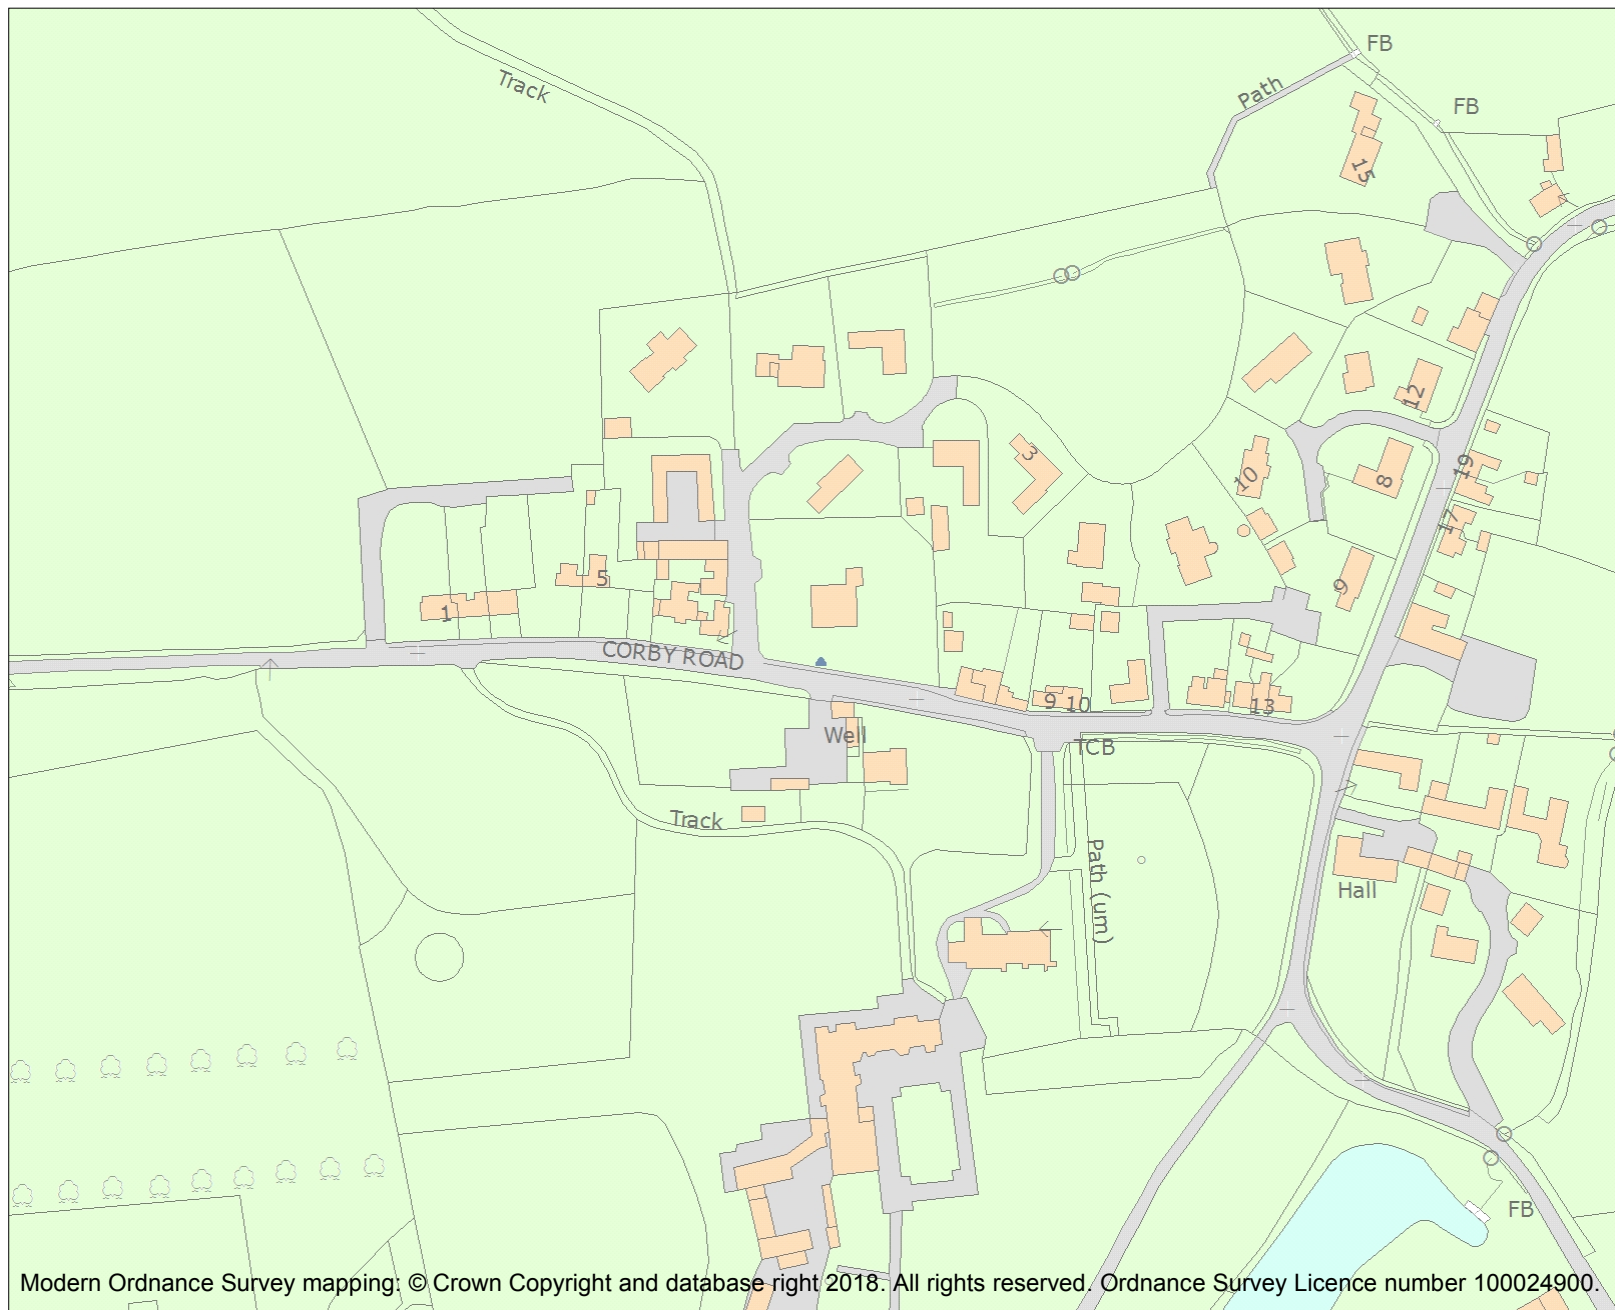 FB
Track
Path
FB
15
12
3
19
10
8
17
5
9
1
CORBY ROAD
9 10
13
Well
TCB
Track
Path (um)
Hall
FB
Modern Ordnance Survey mapping: © Crown Copyright and database right 2018. All rights reserved. Ordnance Survey Licence number 100024900.